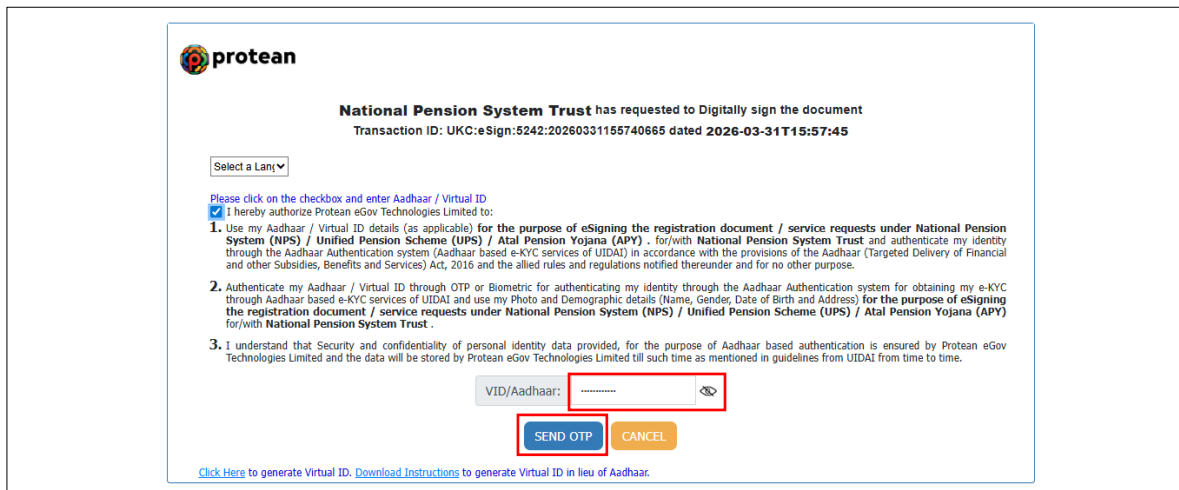 protean
National Pension System Trust has requested to Digitally sign the document
Transaction ID: UKC:eSign:5242:20260331155740665 dated 2026-03-31T15:57:45
Select a Lang
Please click on the checkbox and enter Aadhaar / Virtual ID
I hereby authorize Protean eGov Technologies Limited to:
1. Use my Aadhaar / Virtual ID details (as applicable) for the purpose of eSigning the registration document / service requests under National Pension
System (NPS) / Unified Pension Scheme (UPS) / Atal Pension Yojana (APY) . for/with National Pension System Trust and authenticate my identity
through the Aadhaar Authentication system (Aadhaar based e-KYC services of UIDAI) in accordance with the provisions of the Aadhaar (Targeted Delivery of Financial
and other Subsidies, Benefits and Services) Act, 2016 and the allied rules and regulations notified thereunder and for no other purpose.
2. Authenticate my Aadhaar / Virtual ID through OTP or Biometric for authenticating my identity through the Aadhaar Authentication system for obtaining my e-KYC
through Aadhaar based e-KYC services of UIDAI and use my Photo and Demographic details (Name, Gender, Date of Birth and Address) for the purpose of eSigning
the registration document / service requests under National Pension System (NPS) / Unified Pension Scheme (UPS) / Atal Pension Yojana (APY)
for/with National Pension System Trust .
3. I understand that Security and confidentiality of personal identity data provided, for the purpose of Aadhaar based authentication is ensured by Protean eGov
Technologies Limited and the data will be stored by Protean eGov Technologies Limited till such time as mentioned in guidelines from UIDAI from time to time.
VID/Aadhaar:
SEND OTP CANCEL
Click Here to generate Virtual ID. Download Instructions to generate Virtual ID in lieu of Aadhaar.